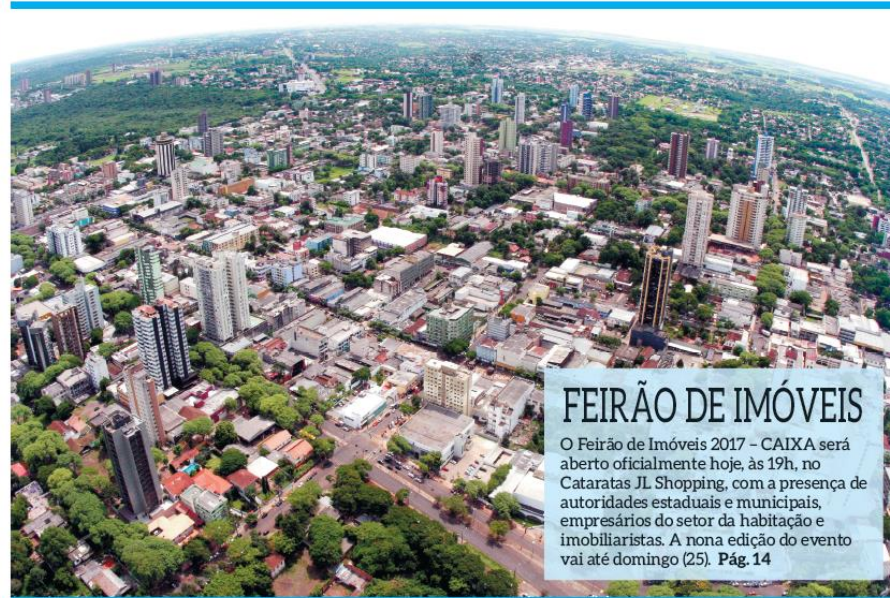 FEIRÃO DE IMÓVEIS
O Feirão de Imóveis 2017 – CAIXA será
aberto oficialmente hoje, às 19h, no
Cataratas JL Shopping, com a presença de
autoridades estaduais e municipais,
empresários do setor da habitação e
imobiliaristas. A nona edição do evento
vai até domingo (25). Pág. 14